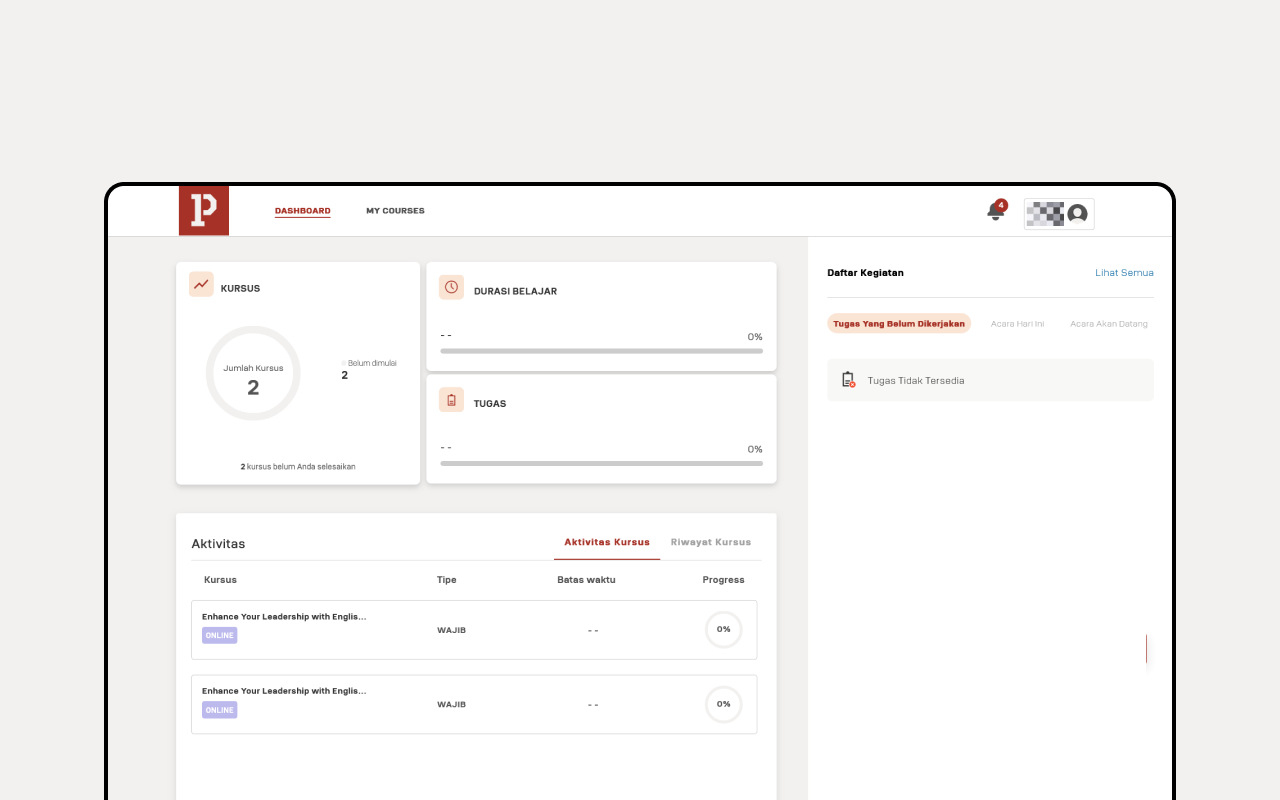 P
DASHBOARD
MY COURSES
4
KURSUS
Jumlah Kursus
2
Belum dimulai
2
2 kursus belum Anda selesaikan
DURASI BELAJAR
- -
0%
TUGAS
- -
0%
Daftar Kegiatan
Lihat Semua
Tugas Yang Belum Dikerjakan
Acara Hari Ini
Acara Akan Datang
Tugas Tidak Tersedia
Aktivitas
Aktivitas Kursus
Riwayat Kursus
Kursus
Tipe
Batas waktu
Progress
Enhance Your Leadership with Englis...
ONLINE
WAJIB
- -
0%
Enhance Your Leadership with Englis...
ONLINE
WAJIB
- -
0%